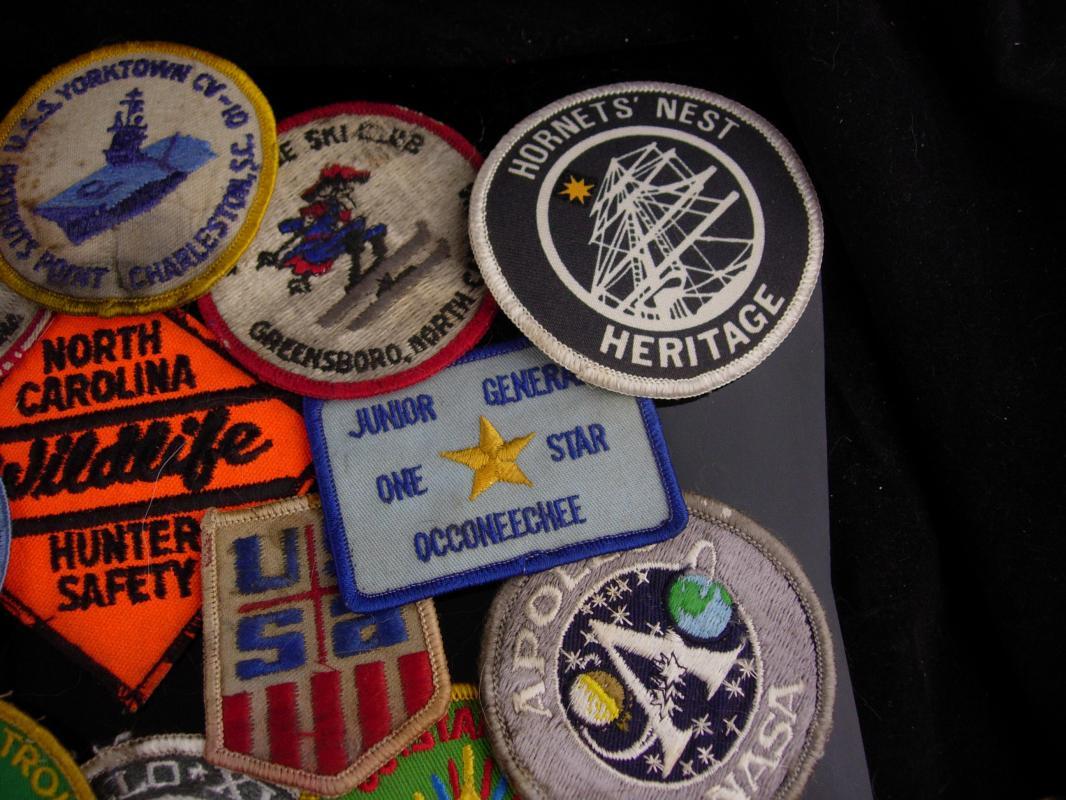 U.S.S. YORKTOWN CV-10
PATRIOTS POINT CHARLESTON, S.C.
SKI CLUB
GREENSBORO, NORTH
HORNETS' NEST
HERITAGE
NORTH
CAROLINA
Wildlife
HUNTER
SAFETY
JUNIOR GENERAL
ONE STAR
OCCONEECHEE
U
Sa
APOLLO
NASA